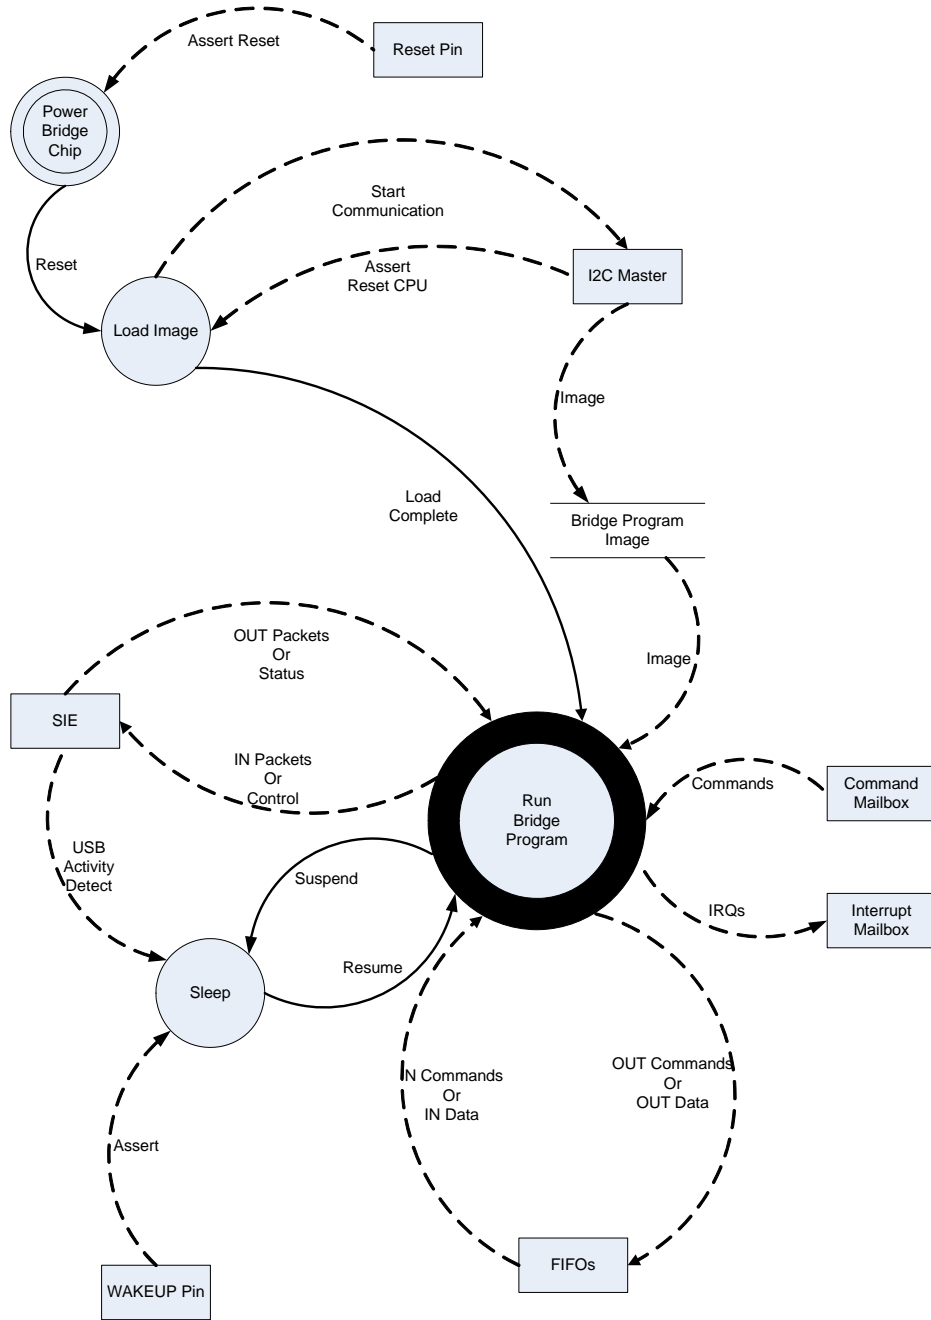 Assert Reset
Reset Pin
Power
Bridge
Chip
Start
Communication
Reset
Assert
Reset CPU
I2C Master
Load Image
Image
Load
Complete
Bridge Program
Image
OUT Packets
Or
Status
Image
SIE
IN Packets
Or
Control
Commands
Command
Mailbox
Run
Bridge
Program
USB
Activity
Detect
Suspend
IRQs
Interrupt
Mailbox
Resume
Sleep
N Commands
Or
IN Data
OUT Commands
Or
OUT Data
Assert
FIFOs
WAKEUP Pin